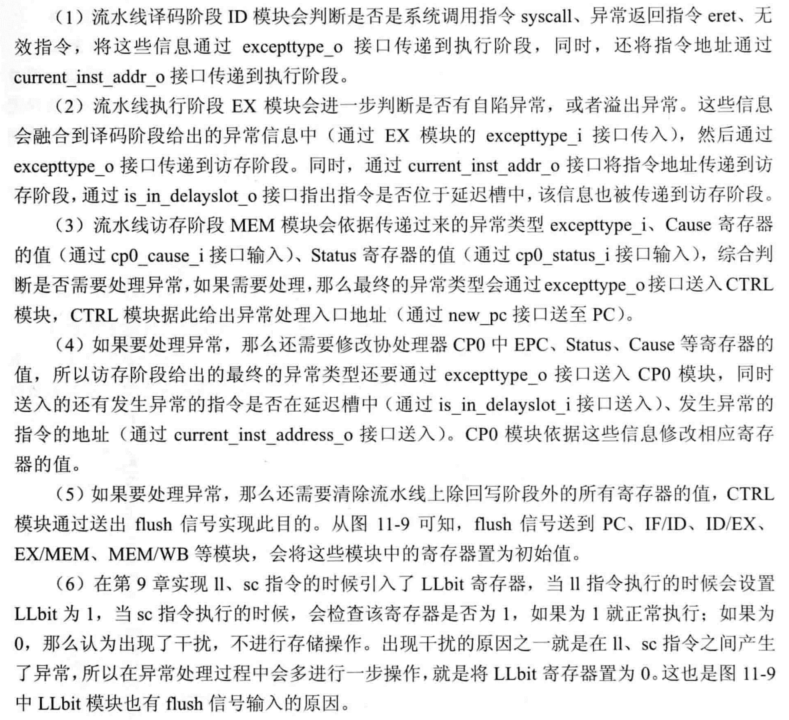 （1）流水线译码阶段 ID 模块会判断是否是系统调用指令 syscall、异常返回指令 eret、无
效指令，将这些信息通过 excepttype_o 接口传递到执行阶段，同时，还将指令地址通过
current_inst_addr_o 接口传递到执行阶段。
（2）流水线执行阶段 EX 模块会进一步判断是否有自陷异常，或者溢出异常。这些信息
会融合到译码阶段给出的异常信息中（通过 EX 模块的 excepttype_i 接口传入），然后通过
excepttype_o 接口传递到访存阶段。同时，通过 current_inst_addr_o 接口将指令地址传递到访
存阶段，通过 is_in_delayslot_o 接口指出指令是否位于延迟槽中，该信息也被传递到访存阶段。
（3）流水线访存阶段 MEM 模块会依据传递过来的异常类型 excepttype_i、Cause 寄存器
的值（通过 cp0_cause_i 接口输入）、Status 寄存器的值（通过 cp0_status_i 接口输入），综合判
断是否需要处理异常，如果需要处理，那么最终的异常类型会通过 excepttype_o 接口送入 CTRL
模块，CTRL 模块据此给出异常处理入口地址（通过 new_pc 接口送至 PC）。
（4）如果要处理异常，那么还需要修改协处理器 CP0 中 EPC、Status、Cause 等寄存器的
值，所以访存阶段给出的最终的异常类型还要通过 excepttype_o 接口送入 CP0 模块，同时
送入的还有发生异常的指令是否在延迟槽中（通过 is_in_delayslot_i 接口送入）、发生异常的
指令的地址（通过 current_inst_address_o 接口送入）。CP0 模块依据这些信息修改相应寄存
器的值。
（5）如果要处理异常，那么还需要清除流水线上除回写阶段外的所有寄存器的值，CTRL
模块通过送出 flush 信号实现此目的。从图 11-9 可知，flush 信号送到 PC、IF/ID、ID/EX、
EX/MEM、MEM/WB 等模块，会将这些模块中的寄存器置为初始值。
（6）在第 9 章实现 ll、sc 指令的时候引入了 LLbit 寄存器，当 ll 指令执行的时候会设置
LLbit 为 1，当 sc 指令执行的时候，会检查该寄存器是否为 1，如果为 1 就正常执行；如果为
0，那么认为出现了干扰，不进行存储操作。出现干扰的原因之一就是在 ll、sc 指令之间产生
了异常，所以在异常处理过程中会多进行一步操作，就是将 LLbit 寄存器置为 0。这也是图 11-9
中 LLbit 模块也有 flush 信号输入的原因。